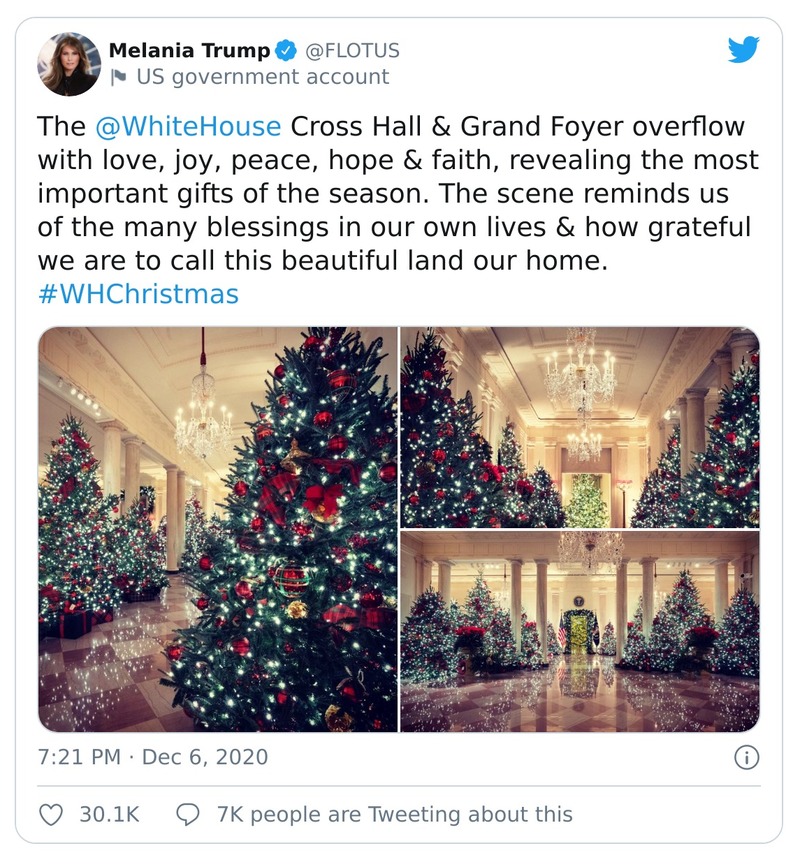 Melania Trump @FLOTUS
US government account
The @WhiteHouse Cross Hall & Grand Foyer overflow
with love, joy, peace, hope & faith, revealing the most
important gifts of the season. The scene reminds us
of the many blessings in our own lives & how grateful
we are to call this beautiful land our home.
#WHChristmas
7:21 PM · Dec 6, 2020
30.1K 7K people are Tweeting about this